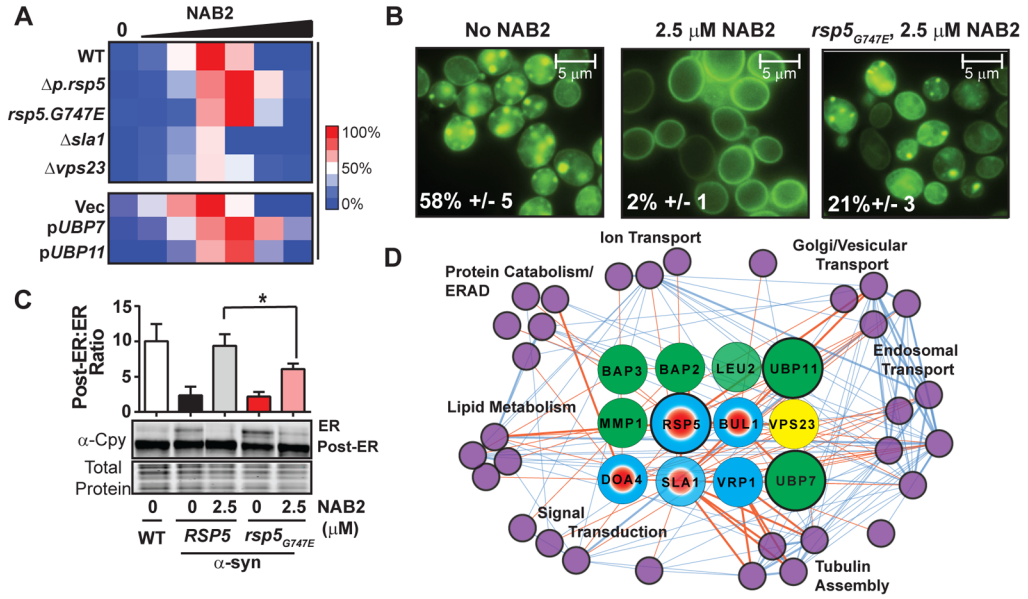 A
NAB2
0
WT
Δp.rsp5
rsp5.G747E
Δsla1
Δvps23
100%
50%
0%
Vec
pUBP7
pUBP11
B
No NAB2
2.5 μM NAB2
rsp5G747E, 2.5 μM NAB2
5 μm
5 μm
5 μm
58% +/- 5
2% +/- 1
21%+/- 3
C
Post-ER:ER
Ratio
15
10
5
0
*
α-Cpy
ER
Post-ER
Total
Protein
0 0 2.5 0 2.5 NAB2
(μM)
WT RSP5 rsp5G747E
α-syn
D
Ion Transport
Golgi/Vesicular
Transport
Protein Catabolism/
ERAD
Endosomal
Transport
Lipid Metabolism
BAP3 BAP2 LEU2 UBP11
MMP1 RSP5 BUL1 VPS23
DOA4 SLA1 VRP1 UBP7
Signal
Transduction
Tubulin
Assembly